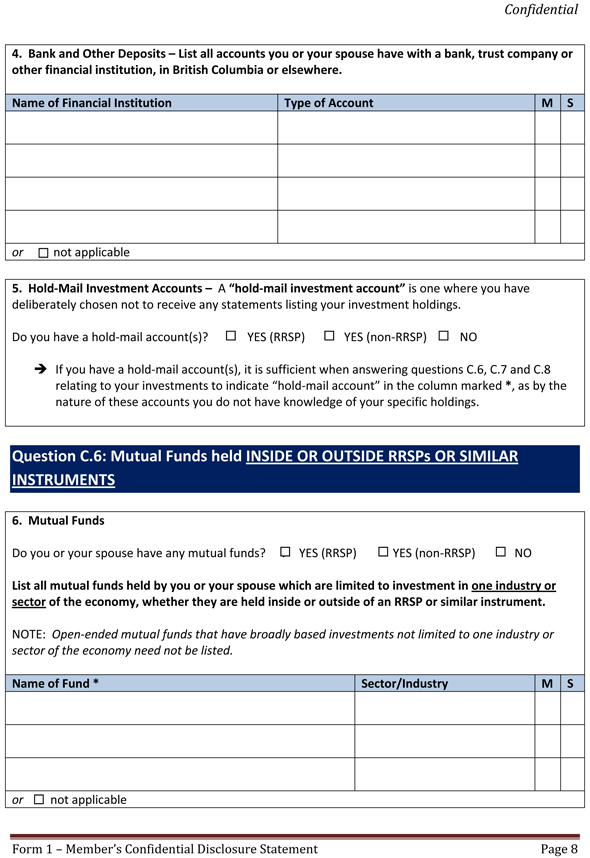 Confidential
4. Bank and Other Deposits – List all accounts you or your spouse have with a bank, trust company or
other financial institution, in British Columbia or elsewhere.
Name of Financial Institution Type of Account M S
or ☐ not applicable
5. Hold-Mail Investment Accounts – A “hold-mail investment account” is one where you have
deliberately chosen not to receive any statements listing your investment holdings.
Do you have a hold-mail account(s)? ☐ YES (RRSP) ☐ YES (non-RRSP) ☐ NO
➔ If you have a hold-mail account(s), it is sufficient when answering questions C.6, C.7 and C.8
relating to your investments to indicate “hold-mail account” in the column marked *, as by the
nature of these accounts you do not have knowledge of your specific holdings.
Question C.6: Mutual Funds held INSIDE OR OUTSIDE RRSPs OR SIMILAR
INSTRUMENTS
6. Mutual Funds
Do you or your spouse have any mutual funds? ☐ YES (RRSP) ☐ YES (non-RRSP) ☐ NO
List all mutual funds held by you or your spouse which are limited to investment in one industry or
sector of the economy, whether they are held inside or outside of an RRSP or similar instrument.
NOTE: Open-ended mutual funds that have broadly based investments not limited to one industry or
sector of the economy need not be listed.
Name of Fund * Sector/Industry M S
or ☐ not applicable
Form 1 – Member’s Confidential Disclosure Statement Page 8